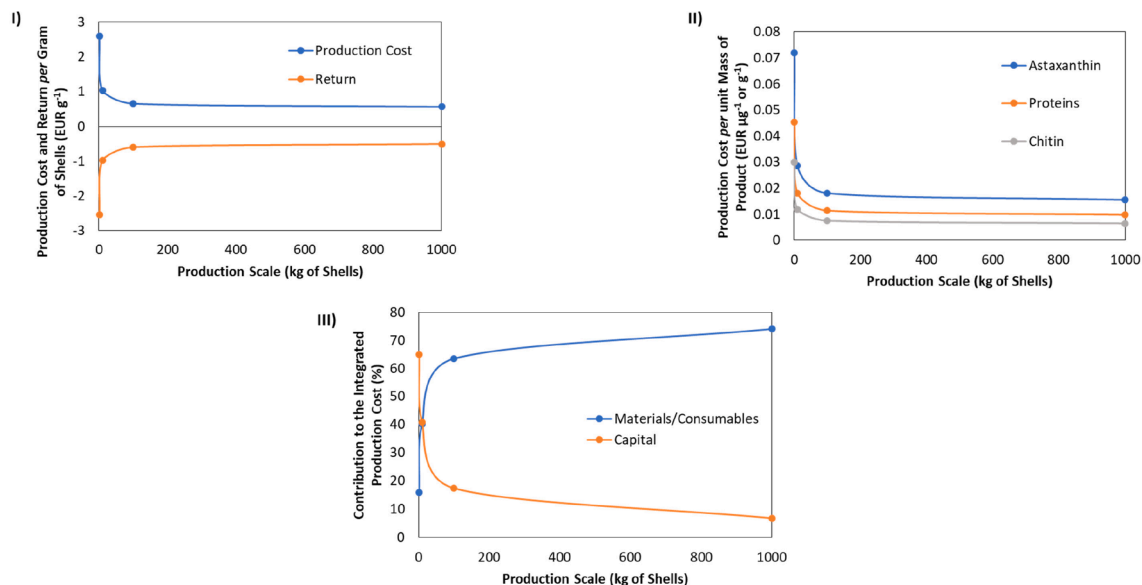 I)
Production Cost and Return per Gram
of Shells (EUR g⁻¹)
3
2
1
0
-1
-2
-3
Production Cost
Return
0 200 400 600 800 1000
Production Scale (kg of Shells)
II)
Production Cost per unit Mass of
Product (EUR µg⁻¹ or g⁻¹)
0.08
0.07
0.06
0.05
0.04
0.03
0.02
0.01
0
Astaxanthin
Proteins
Chitin
0 200 400 600 800 1000
Production Scale (kg of Shells)
III)
Contribution to the Integrated
Production Cost (%)
80
70
60
50
40
30
20
10
0
Materials/Consumables
Capital
0 200 400 600 800 1000
Production Scale (kg of Shells)